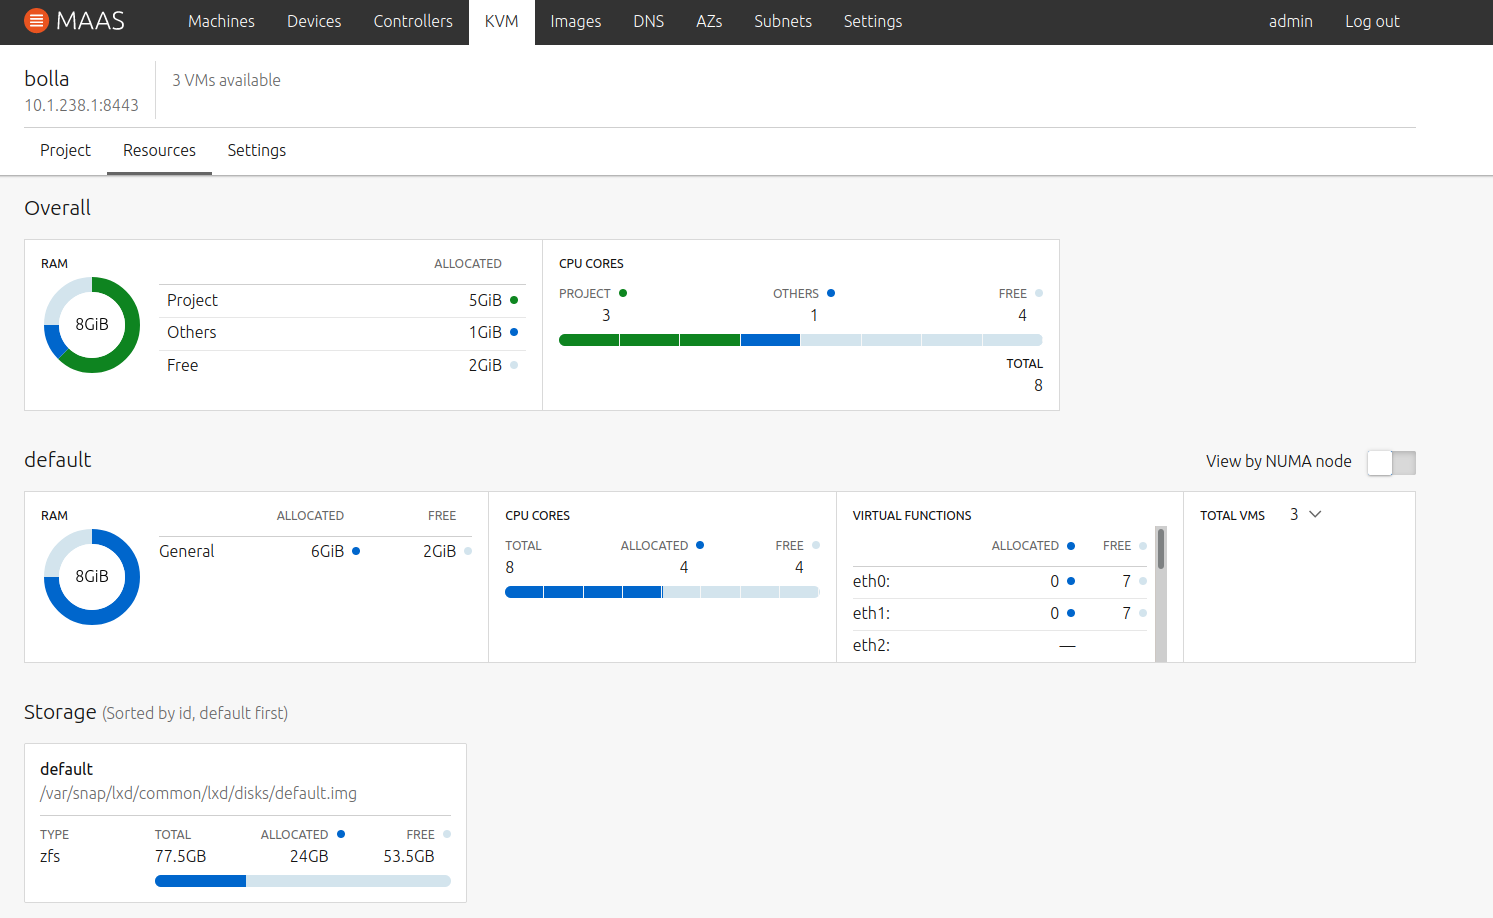 MAAS Machines Devices Controllers KVM Images DNS AZs Subnets Settings admin Log out
bolla
10.1.238.1:8443
3 VMs available
Project Resources Settings
Overall
RAM ALLOCATED
8GiB
Project 5GiB
Others 1GiB
Free 2GiB
CPU CORES
PROJECT OTHERS FREE
3 1 4
TOTAL
8
default
View by NUMA node
RAM ALLOCATED FREE
8GiB
General 6GiB 2GiB
CPU CORES
TOTAL ALLOCATED FREE
8 4 4
VIRTUAL FUNCTIONS
ALLOCATED FREE
eth0: 0 7
eth1: 0 7
eth2: —
TOTAL VMS 3
Storage (Sorted by id, default first)
default
/var/snap/lxd/common/lxd/disks/default.img
TYPE TOTAL ALLOCATED FREE
zfs 77.5GB 24GB 53.5GB